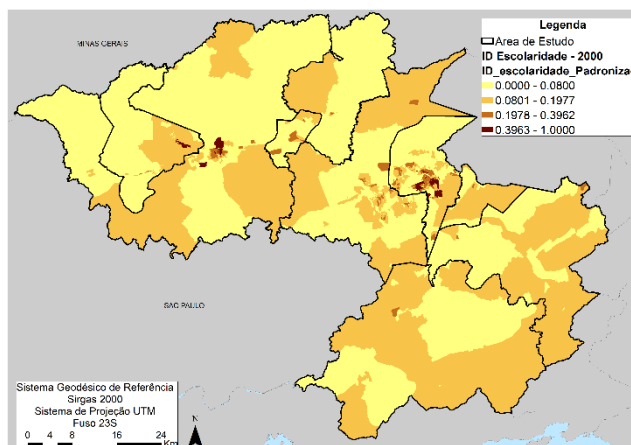 MINAS GERAIS
Legenda
Área de Estudo
ID Escolaridade - 2000
ID_escolaridade_Padroniza
0.0000 - 0.0800
0.0801 - 0.1977
0.1978 - 0.3962
0.3963 - 1.0000
SAO PAULO
Sistema Geodésico de Referência
Sirgas 2000
Sistema de Projeção UTM
Fuso 23S
0 4 8 16 24
Km
N